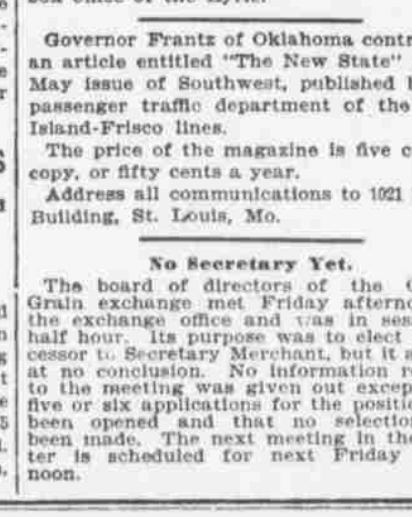 Governor Frantz of Oklahoma contr
an article entitled "The New State"
May issue of Southwest, published
passenger traffic department of the
Island-Frisco lines.
The price of the magazine is five c
copy, or fifty cents a year.
Address all communications to 1021
Building, St. Louis, Mo.
No Secretary Yet.
The board of directors of the
Grain exchange met Friday afterno
the exchange office and was in ses
half hour. Its purpose was to elect
cessor to Secretary Merchant, but it a
at no conclusion. No information r
to the meeting was given out excep
five or six applications for the positio
been opened and that no selection
been made. The next meeting in the
ter is scheduled for next Friday
noon.